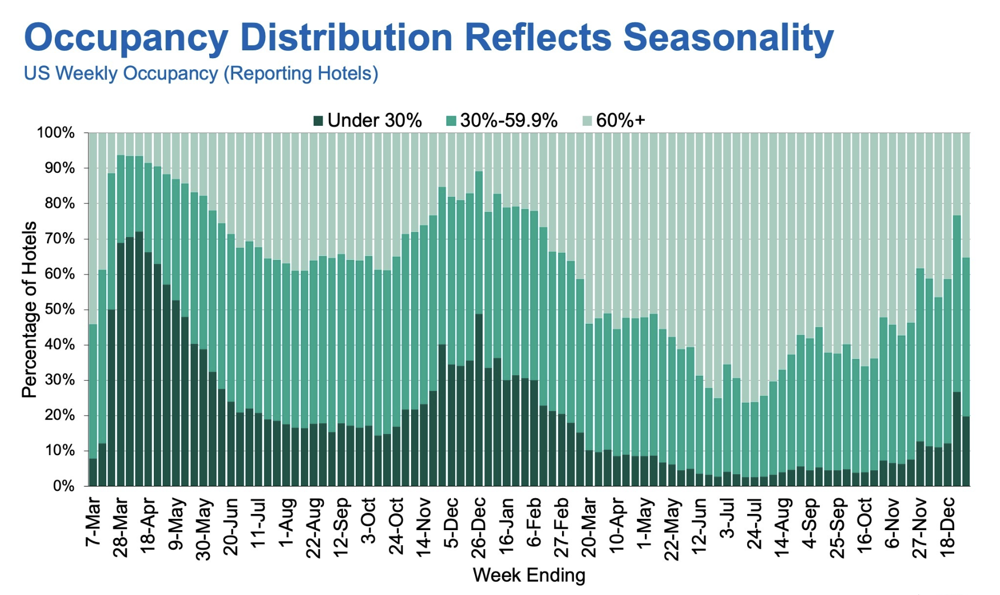 Occupancy Distribution Reflects Seasonality
US Weekly Occupancy (Reporting Hotels)
Under 30% 30%-59.9% 60%+
Percentage of Hotels
100%
90%
80%
70%
60%
50%
40%
30%
20%
10%
0%
7-Mar 28-Mar 18-Apr 9-May 30-May 20-Jun 11-Jul 1-Aug 22-Aug 12-Sep 3-Oct 24-Oct 14-Nov 5-Dec 26-Dec 16-Jan 6-Feb 27-Feb 20-Mar 10-Apr 1-May 22-May 12-Jun 3-Jul 24-Jul 14-Aug 4-Sep 25-Sep 16-Oct 6-Nov 27-Nov 18-Dec
Week Ending